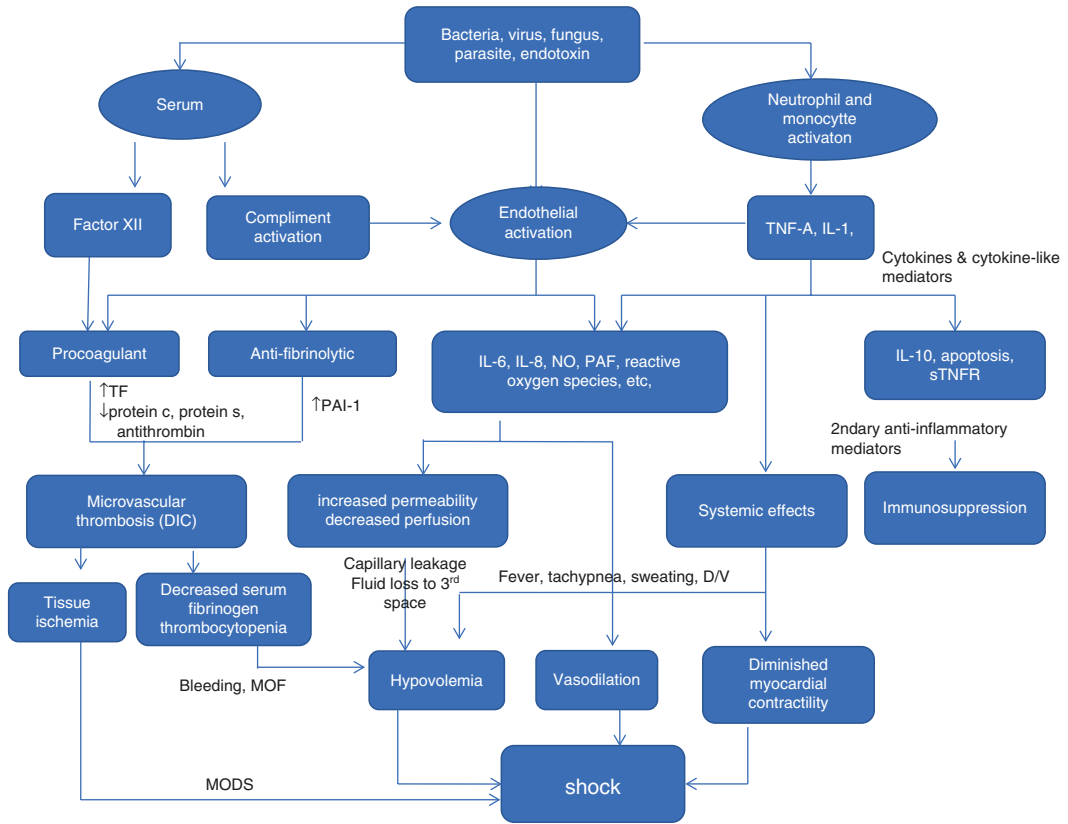 Bacteria, virus, fungus,
parasite, endotoxin
Serum
Neutrophil and
monocytte
activaton
Factor XII
Compliment
activation
Endothelial
activation
TNF-A, IL-1,
Cytokines & cytokine-like
mediators
Procoagulant
Anti-fibrinolytic
IL-6, IL-8, NO, PAF, reactive
oxygen species, etc,
IL-10, apoptosis,
sTNFR
↑TF
↓protein c, protein s,
antithrombin
↑PAI-1
2ndary anti-inflammatory
mediators
Microvascular
thrombosis (DIC)
increased permeability
decreased perfusion
Systemic effects
Immunosuppression
Capillary leakage
Fluid loss to 3rd
space
Fever, tachypnea, sweating, D/V
Tissue
ischemia
Decreased serum
fibrinogen
thrombocytopenia
Bleeding, MOF
Hypovolemia
Vasodilation
Diminished
myocardial
contractility
MODS
shock